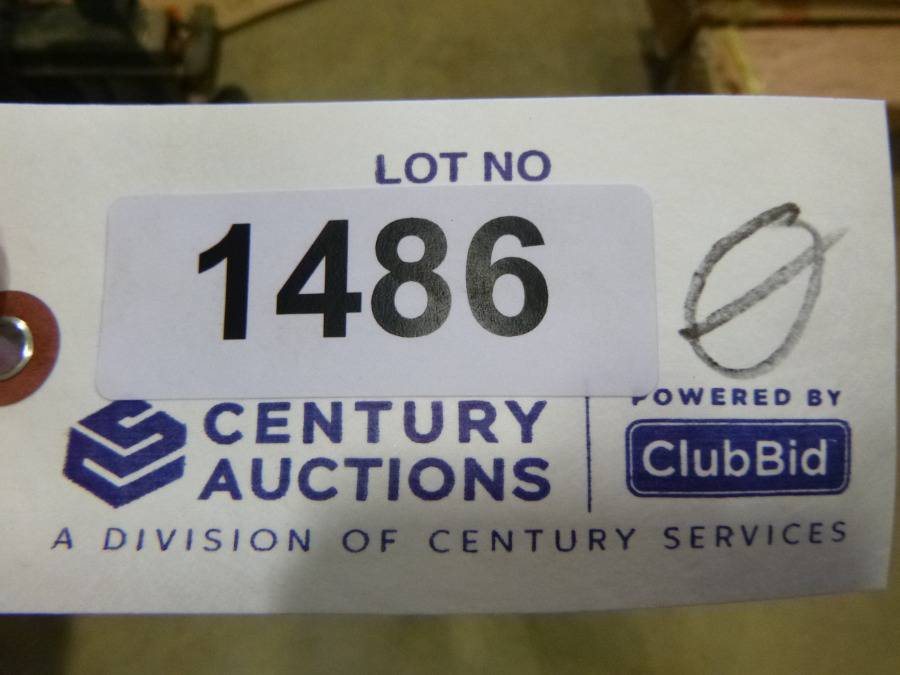 LOT NO
1486
Ø
CENTURY
AUCTIONS
POWERED BY
ClubBid
A DIVISION OF CENTURY SERVICES